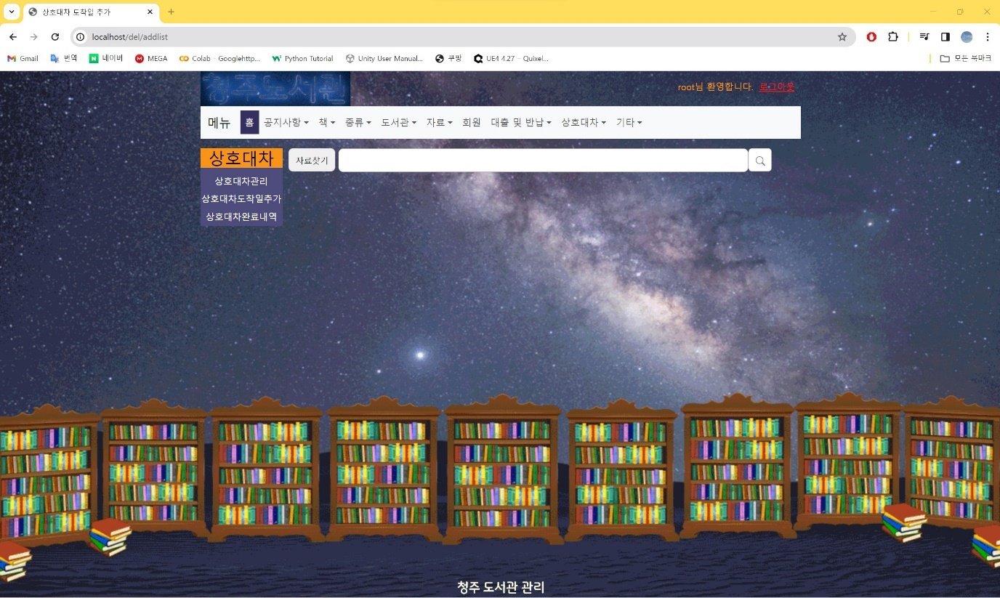 상호대차 도착일 추가
localhost/del/addlist
Gmail 번역 네이버 MEGA Colab - Googlehttp... Python Tutorial Unity User Manual... 쿠팡 UE4 4.27 – Quixel... 모든 북마크
청주도서관
root님 환영합니다. 로그아웃
메뉴 홈 공지사항 책 종류 도서관 자료 회원 대출 및 반납 상호대차 기타
상호대차 자료찾기
상호대차관리
상호대차도착일추가
상호대차완료내역
청주 도서관 관리